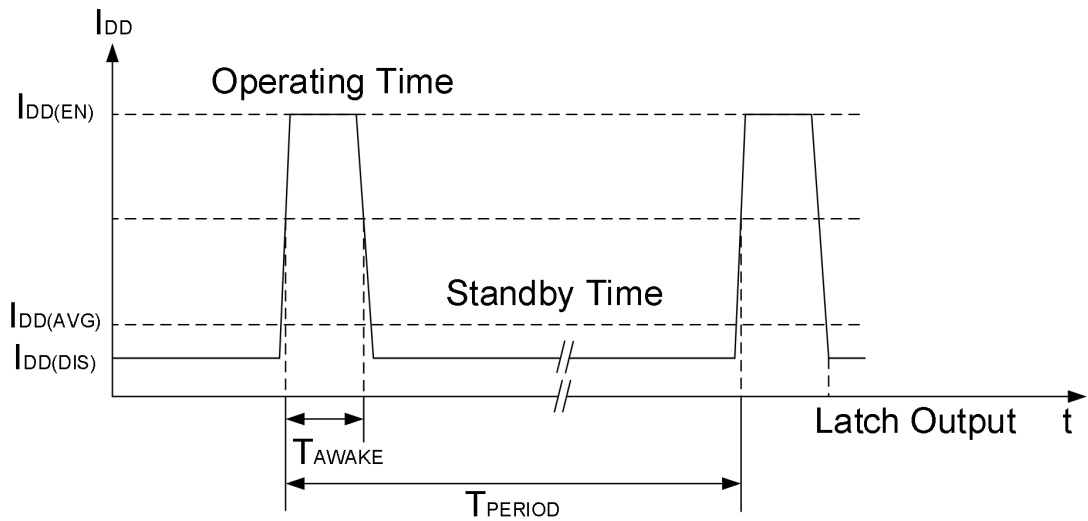 IDD
Operating Time
IDD(EN)
Standby Time
IDD(AVG)
IDD(DIS)
Latch Output t
TAWAKE
TPERIOD